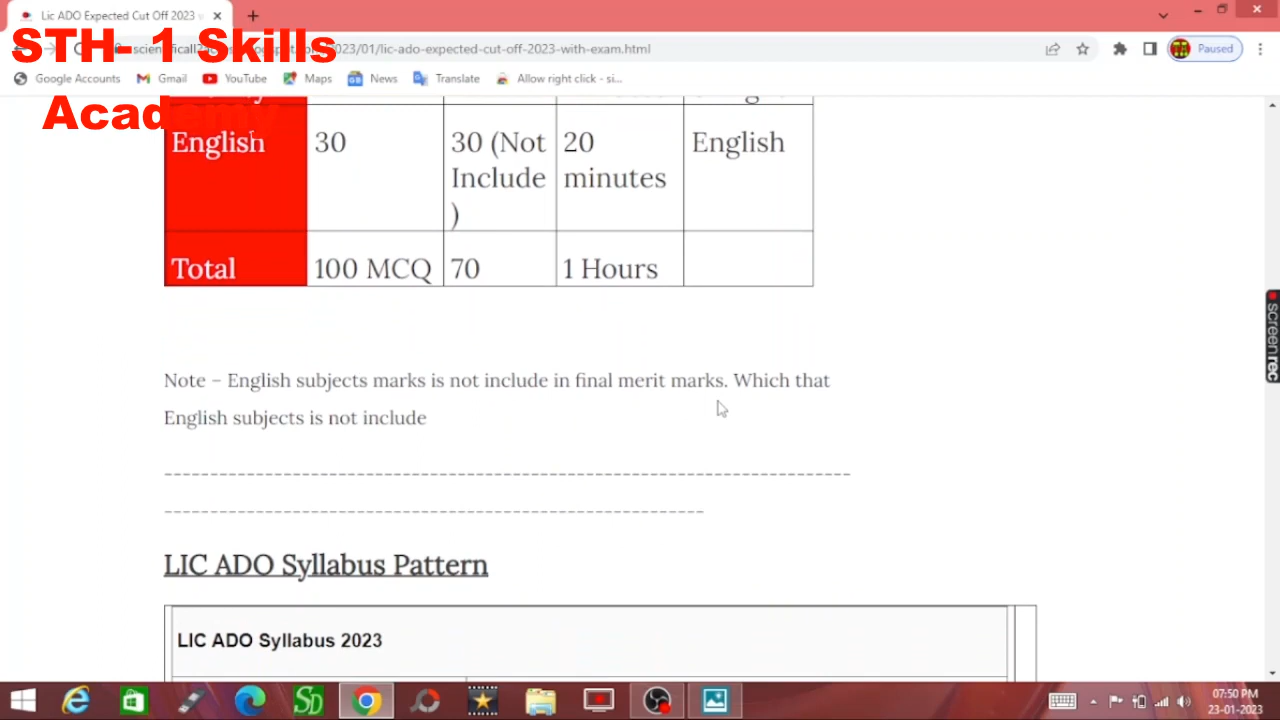 Lic ADO Expected Cut Off 2023
STH- 1 Skills
Academy
2023/01/lic-ado-expected-cut-off-2023-with-exam.html
Paused
Google Accounts Gmail YouTube Maps News Translate Allow right click - si...
English 30 30 (Not Include ) 20 minutes English
Total 100 MCQ 70 1 Hours
Note – English subjects marks is not include in final merit marks. Which that
English subjects is not include
LIC ADO Syllabus Pattern
LIC ADO Syllabus 2023
screenrec
SD
07:50 PM
23-01-2023